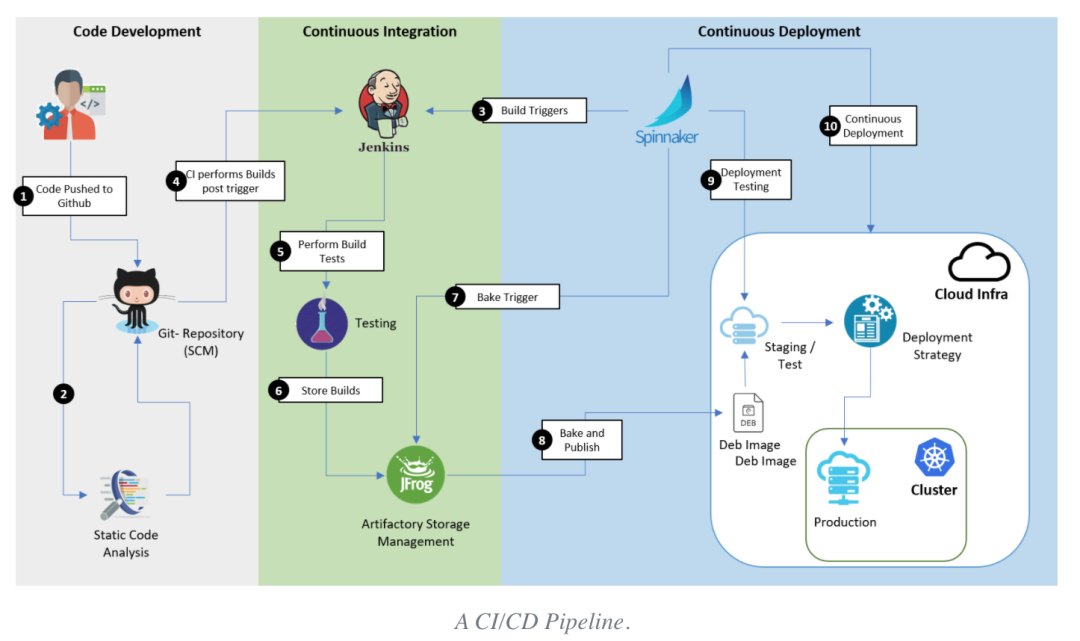 Code Development
Continuous Integration
Continuous Deployment
</>
Jenkins
3
Build Triggers
Spinnaker
10
Continuous
Deployment
1
Code Pushed to
Github
4
CI performs Builds
post trigger
9
Deployment
Testing
5
Perform Build
Tests
Git- Repository
(SCM)
7
Bake Trigger
Testing
Cloud Infra
Staging /
Test
Deployment
Strategy
2
6
Store Builds
8
Bake and
Publish
DEB
Deb Image
Deb Image
JFrog
Artifactory Storage
Management
Static Code
Analysis
Cluster
Production
A CI/CD Pipeline.